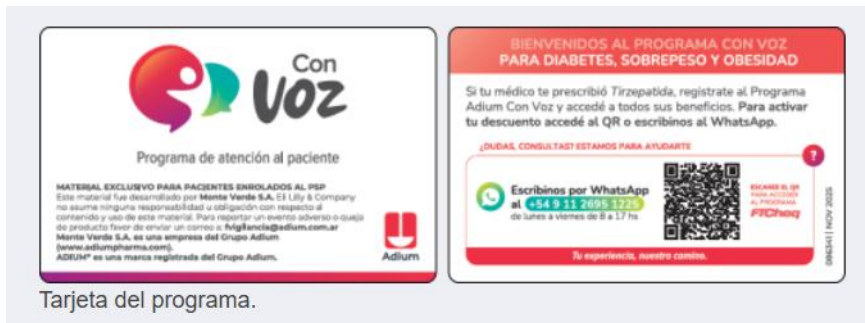 Con
Voz
Programa de atención al paciente
MATERIAL EXCLUSIVO PARA PACIENTES ENROLADOS AL PSP
Este material fue desarrollado por Monte Verde S.A. Eli Lilly & Company
no asume ninguna responsabilidad u obligación con respecto al
contenido y uso de este material. Para reportar un evento adverso o queja
de producto favor de enviar un correo a: fvigilancia@adium.com.ar
Monte Verde S.A. es una empresa del Grupo Adium
(www.adiumpharma.com).
ADIUM® es una marca registrada del Grupo Adium.
Adium
BIENVENIDOS AL PROGRAMA CON VOZ
PARA DIABETES, SOBREPESO Y OBESIDAD
Si tu médico te prescribió Tirzepatida, registrate al Programa
Adium Con Voz y accedé a todos sus beneficios. Para activar
tu descuento accedé al QR o escribinos al WhatsApp.
¿DUDAS, CONSULTAS? ESTAMOS PARA AYUDARTE
?
Escribinos por WhatsApp
al +54 9 11 2695 1225
de lunes a viernes de 8 a 17 hs
ESCANEE EL QR
PARA ACCEDER
AL PROGRAMA
FTChoq
Tu experiencia, nuestro camino.
086341 | NOV 2025
Tarjeta del programa.